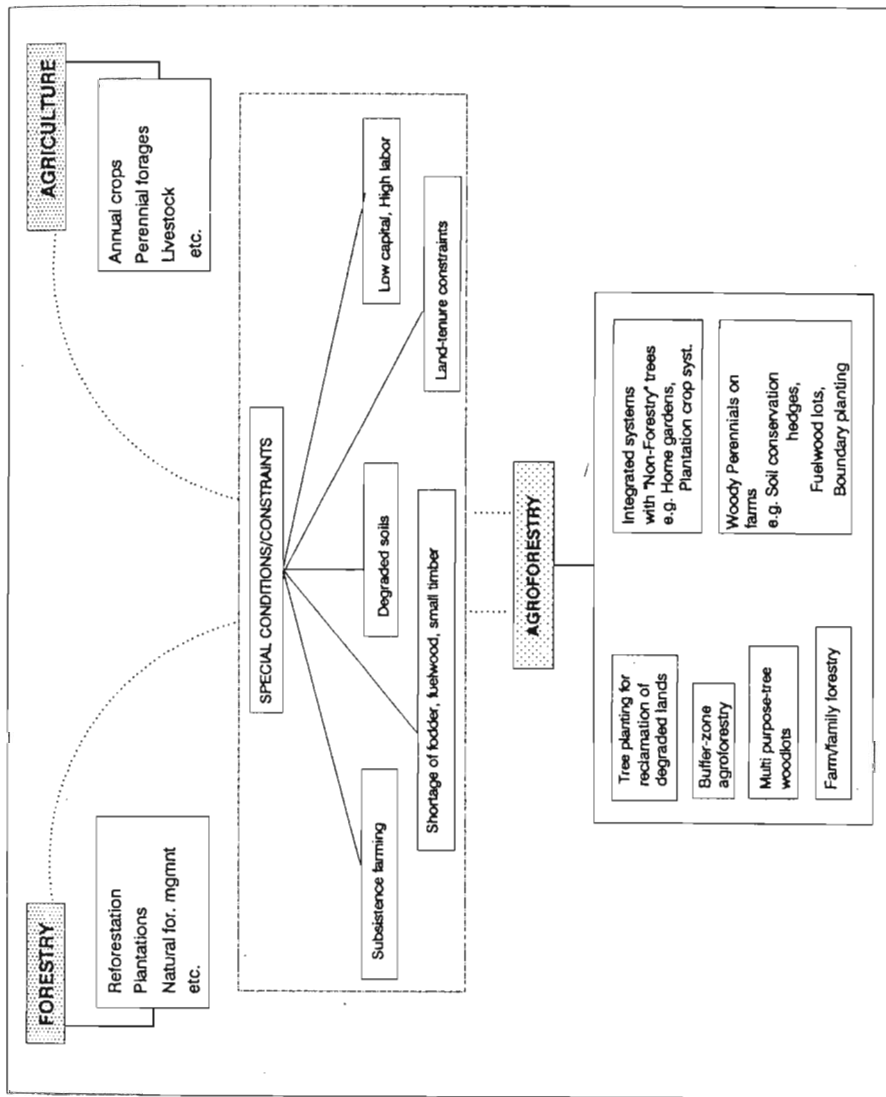 FORESTRY
Reforestation
Plantations
Natural for. mgmnt
etc.
AGRICULTURE
Annual crops
Perennial forages
Livestock
etc.
SPECIAL CONDITIONS/CONSTRAINTS
Subsistence farming
Degraded soils
Low capital, High labor
Shortage of fodder, fuelwood, small timber
Land-tenure constraints
AGROFORESTRY
Tree planting for
reclamation of
degraded lands
Buffer-zone
agroforestry
Multi purpose-tree
woodlots
Farm/family forestry
Integrated systems
with "Non-Forestry" trees
e.g. Home gardens,
Plantation crop syst.
Woody Perennials on
farms
e.g. Soil conservation
hedges,
Fuelwood lots,
Boundary planting